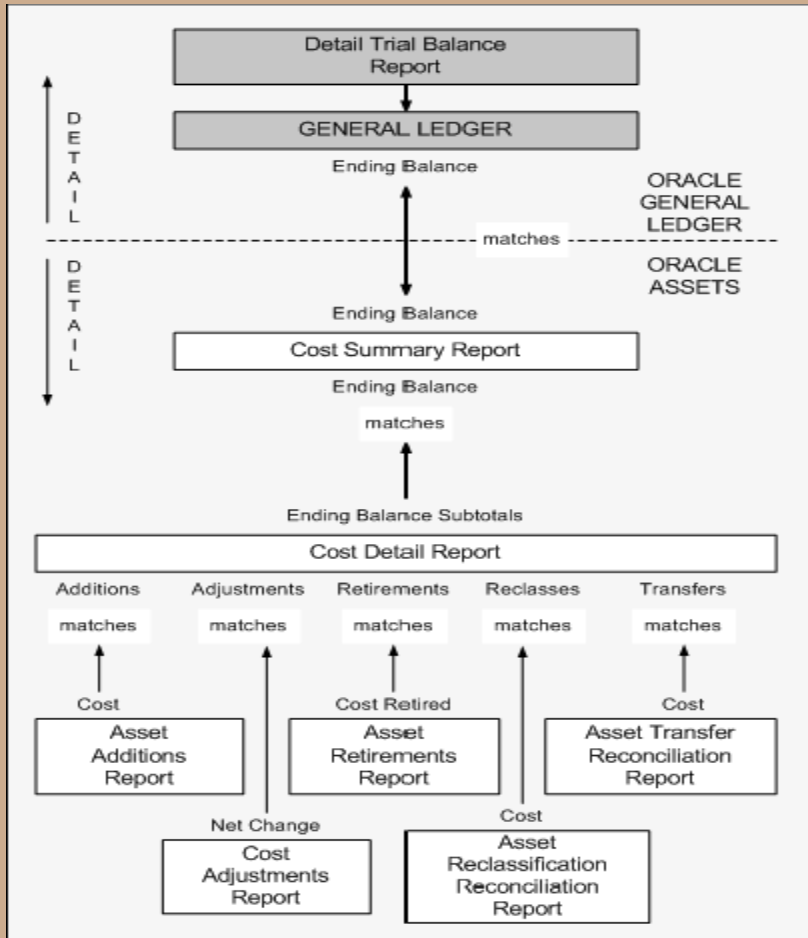 Detail Trial Balance
Report
GENERAL LEDGER
Ending Balance
DETAIL
ORACLE
GENERAL
LEDGER
matches
DETAIL
ORACLE
ASSETS
Ending Balance
Cost Summary Report
Ending Balance
matches
Ending Balance Subtotals
Cost Detail Report
Additions Adjustments Retirements Reclasses Transfers
matches matches matches matches matches
Cost Cost Retired Cost
Asset
Additions
Report
Asset
Retirements
Report
Asset Transfer
Reconciliation
Report
Net Change
Cost
Adjustments
Report
Cost
Asset
Reclassification
Reconciliation
Report